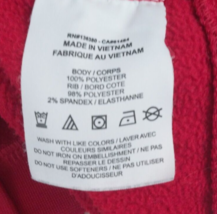 MADE IN VIETNAM
FABRIQUE AU VIETNAM
BODY / CORPS
100% POLYESTER
RIB / BORD COTE
98% POLYESTER
2% SPANDEX / ELASTHANNE
WASH WITH LIKE COLORS / LAVER AVEC
COULEURS SIMILAIRES
DO NOT IRON ON EMBELLISHMENT / NE PAS
REPASSER LE DESSIN
DO NOT USE SOFTENERS / NE PAS UTILISER
D'ADOUCISSEUR